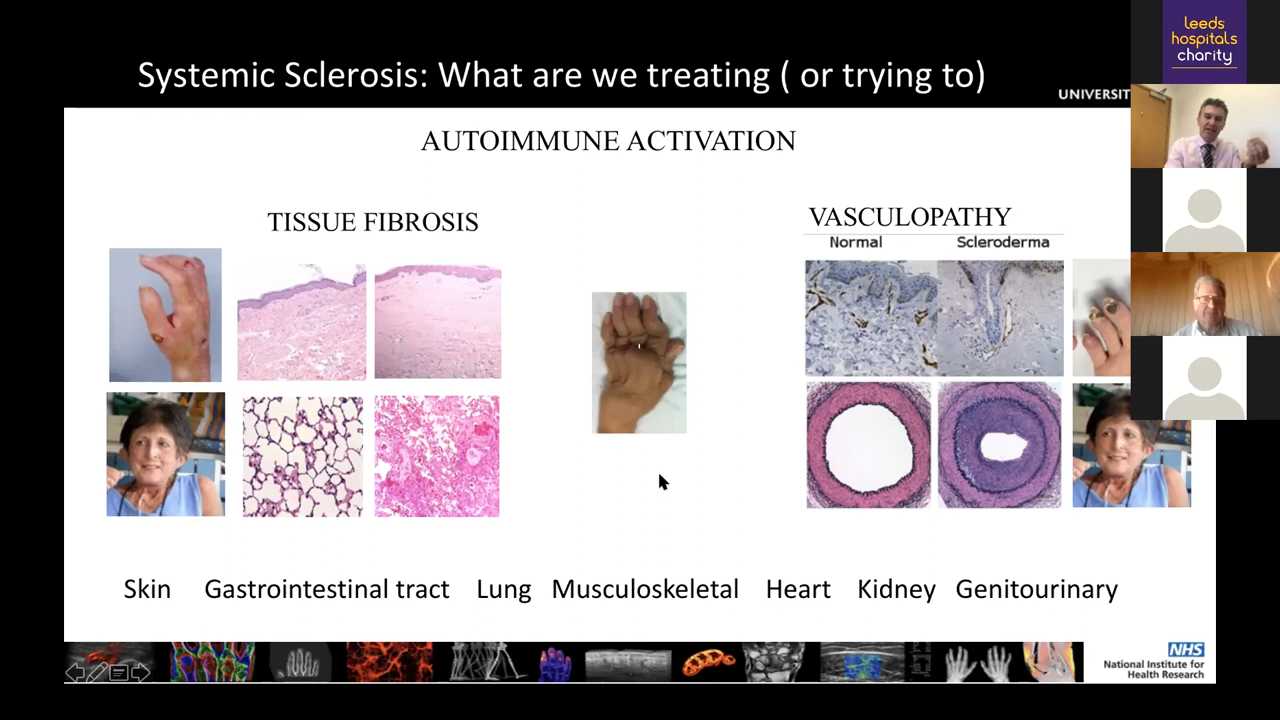 leeds
hospitals
charity
Systemic Sclerosis: What are we treating ( or trying to)
AUTOIMMUNE ACTIVATION
TISSUE FIBROSIS
VASCULOPATHY
Normal Scleroderma
Skin Gastrointestinal tract Lung Musculoskeletal Heart Kidney Genitourinary
NHS
National Institute for
Health Research